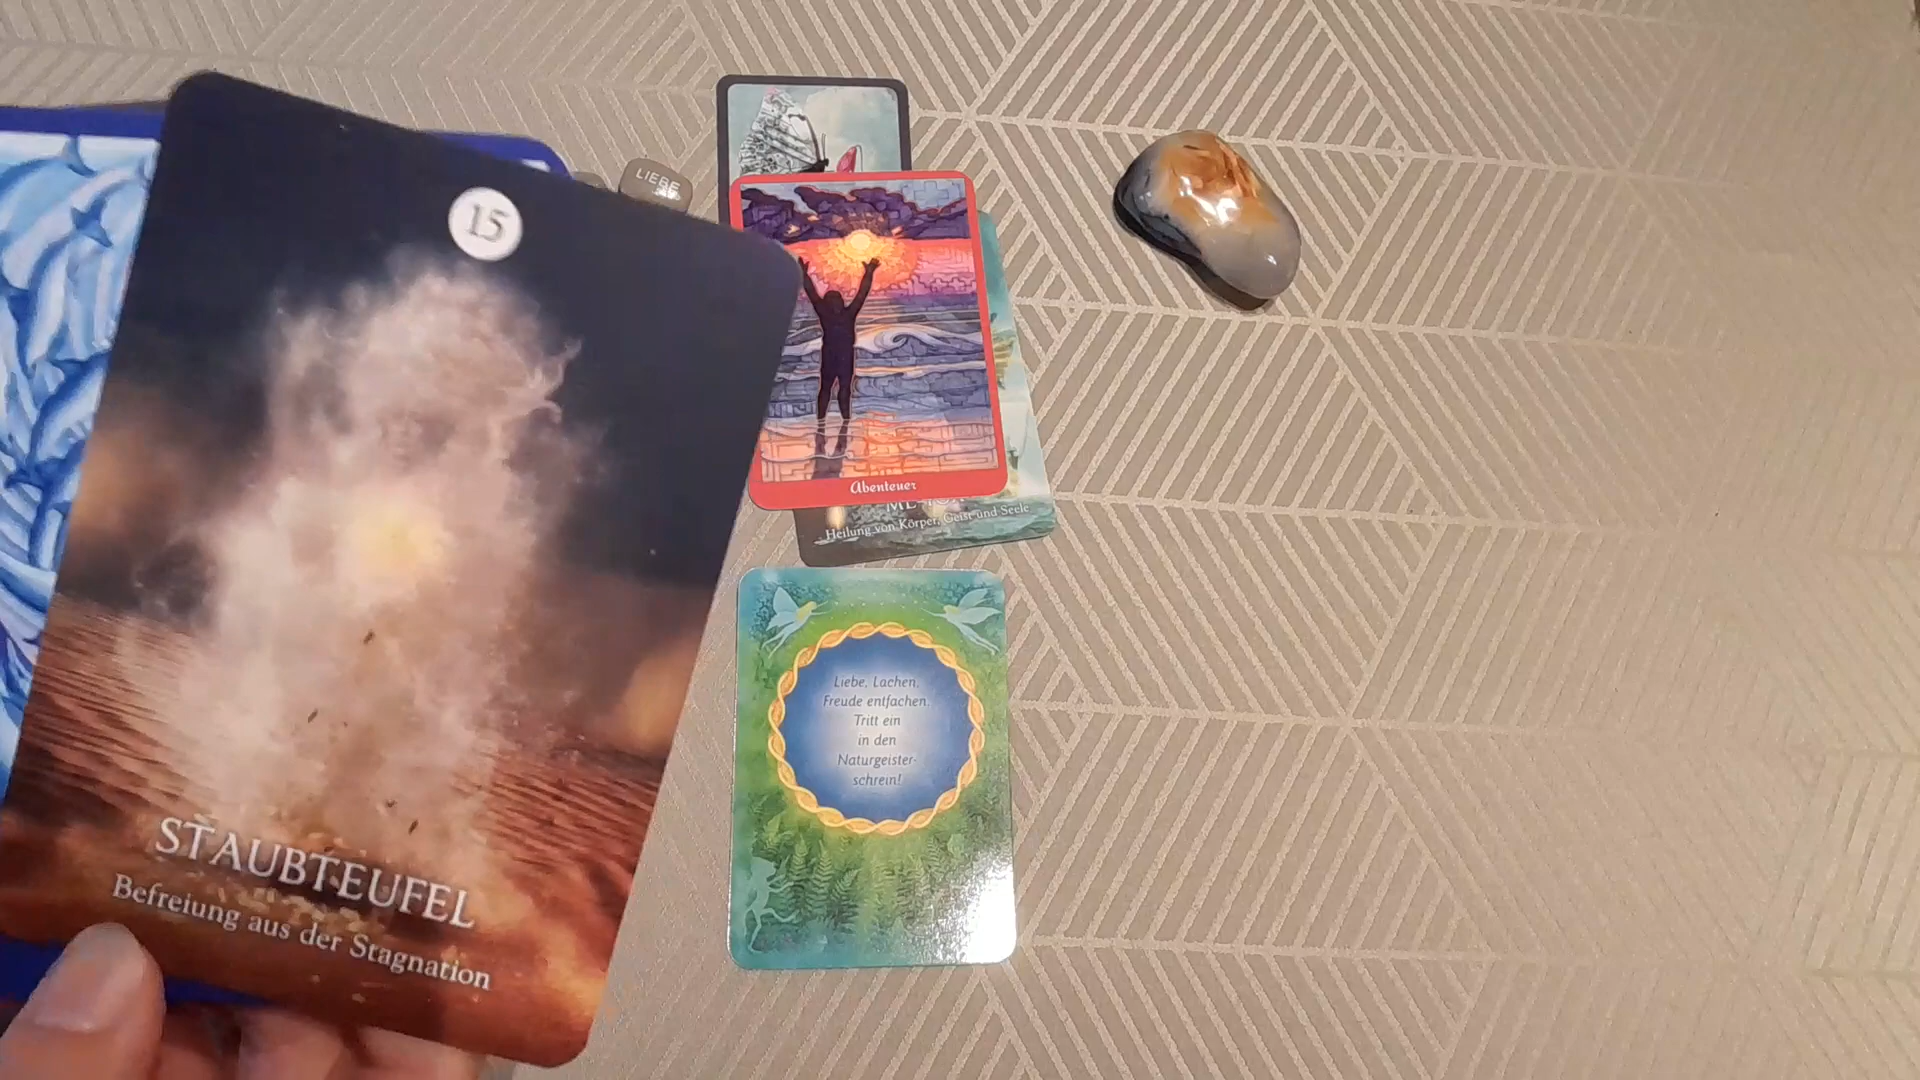 15
STAUBTEUFEL
Befreiung aus der Stagnation
LIEBE
Abenteuer
Heilung von Körper, Geist und Seele
Liebe, Lachen,
Freude entfachen.
Tritt ein
in den
Naturgeister-
schrein!